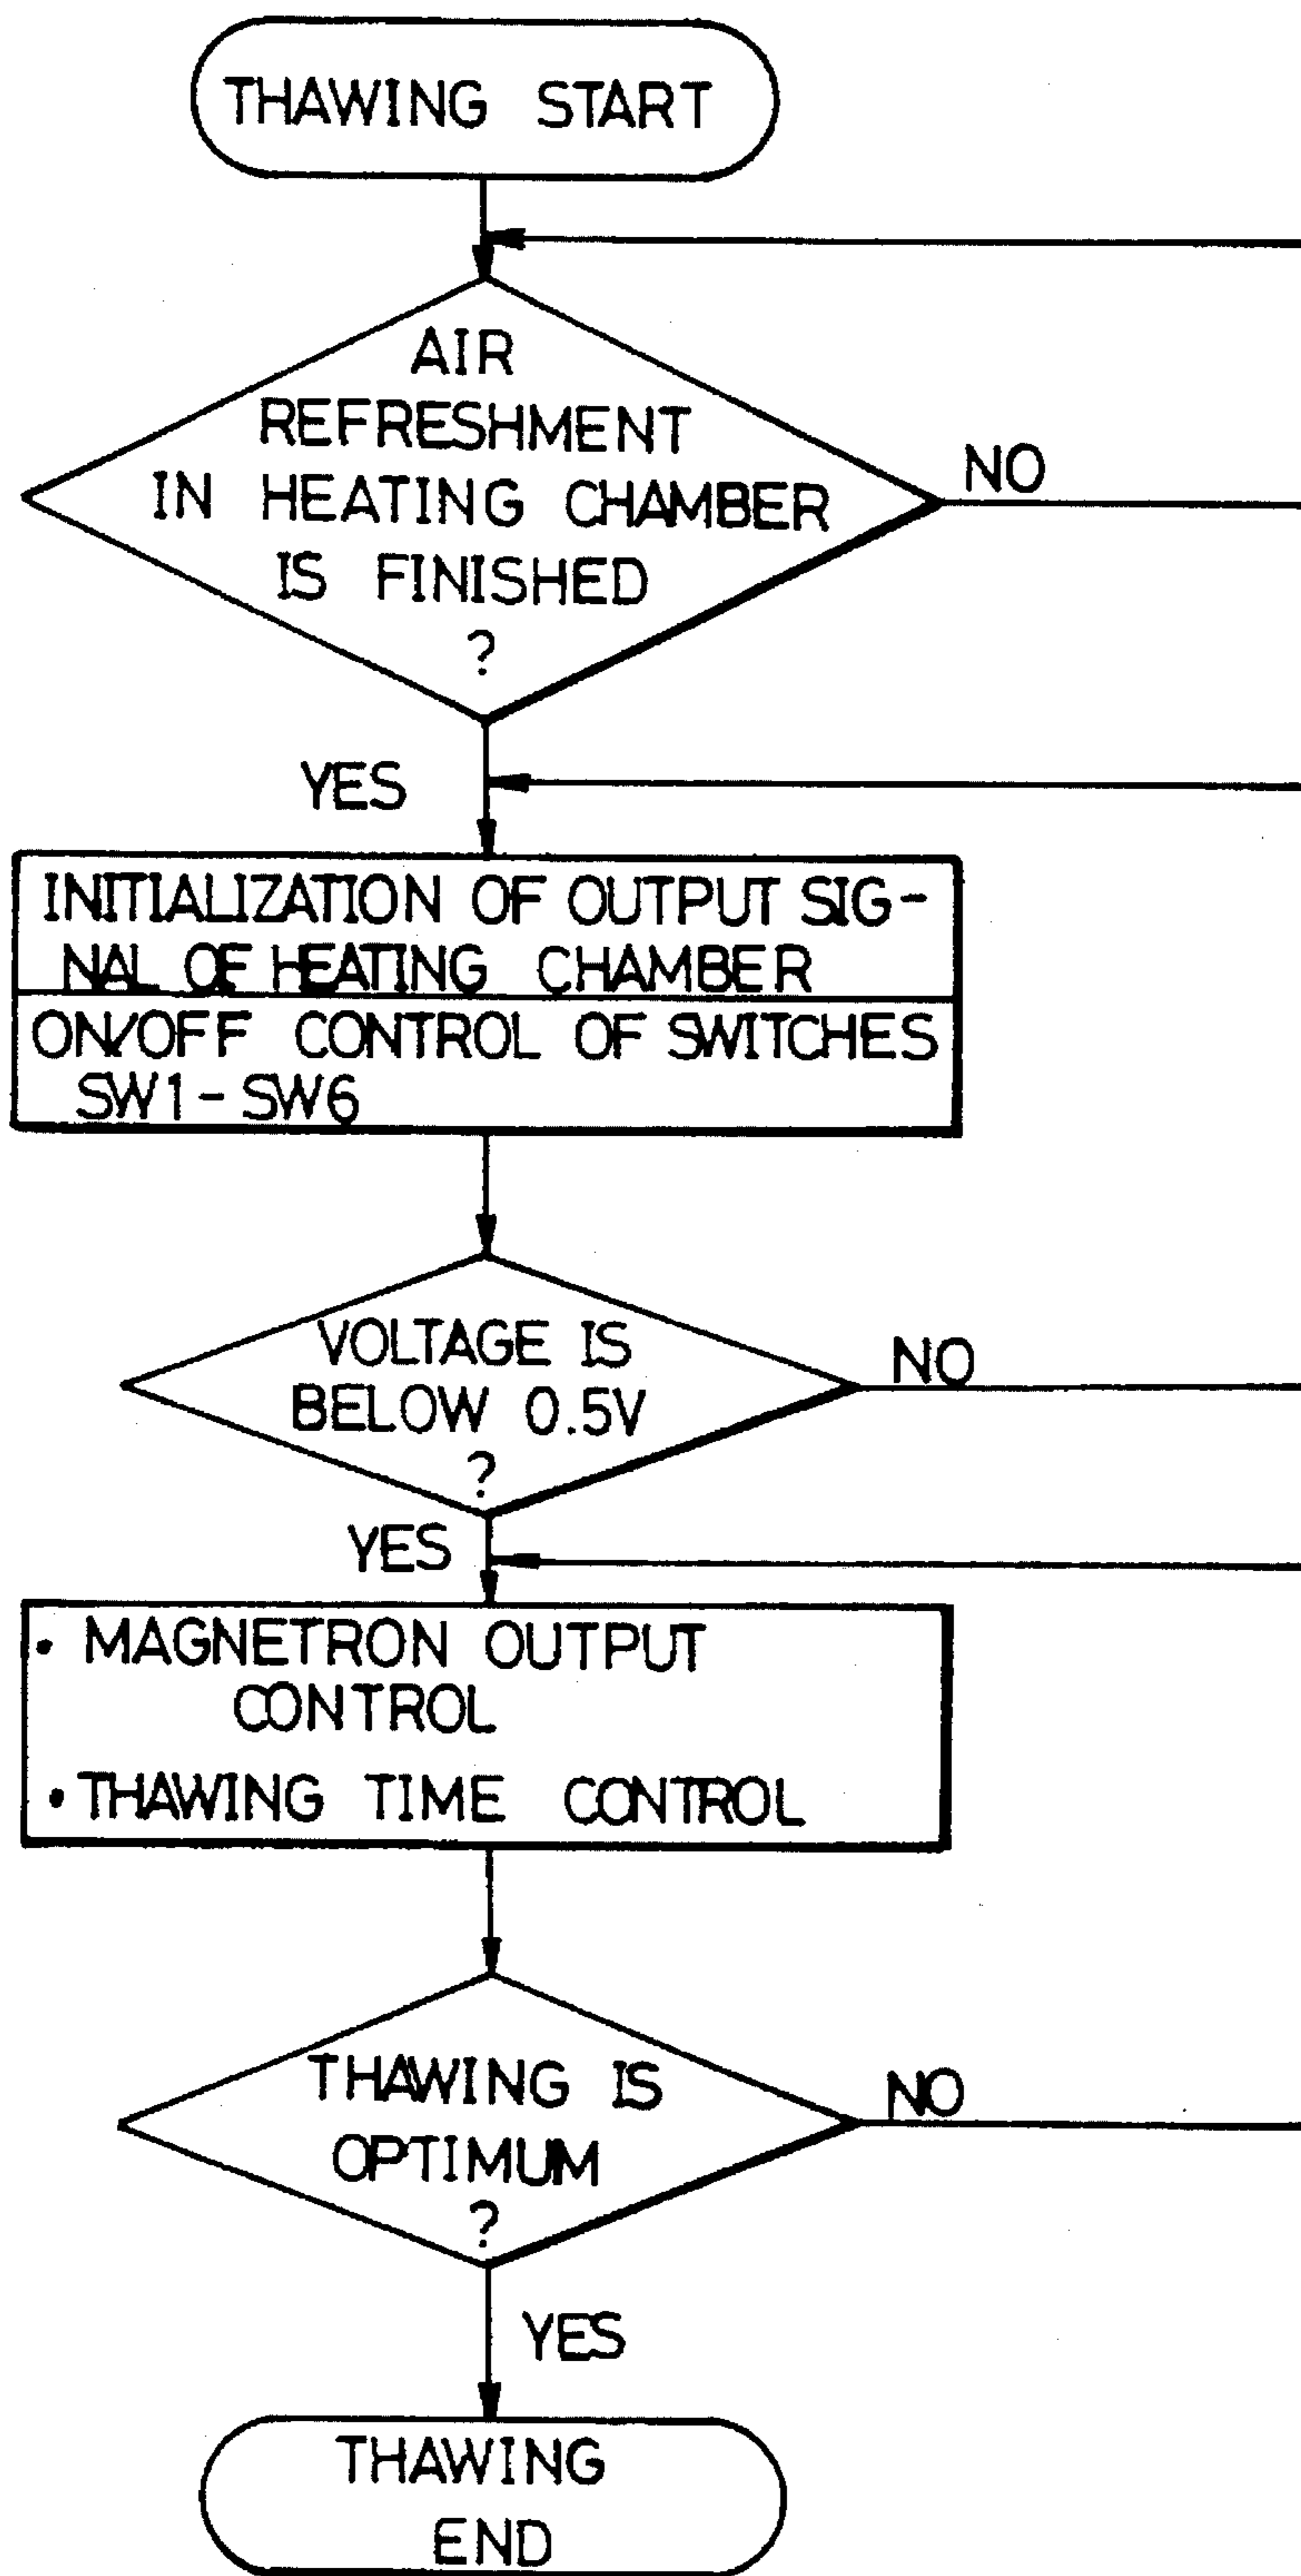 THAWING START
AIR
REFRESHMENT
IN HEATING CHAMBER
IS FINISHED
?
NO
YES
INITIALIZATION OF OUTPUT SIG-
NAL OF HEATING CHAMBER
ON/OFF CONTROL OF SWITCHES
SW1-SW6
VOLTAGE IS
BELOW 0.5V
?
NO
YES
• MAGNETRON OUTPUT
CONTROL
• THAWING TIME CONTROL
THAWING IS
OPTIMUM
?
NO
YES
THAWING
END